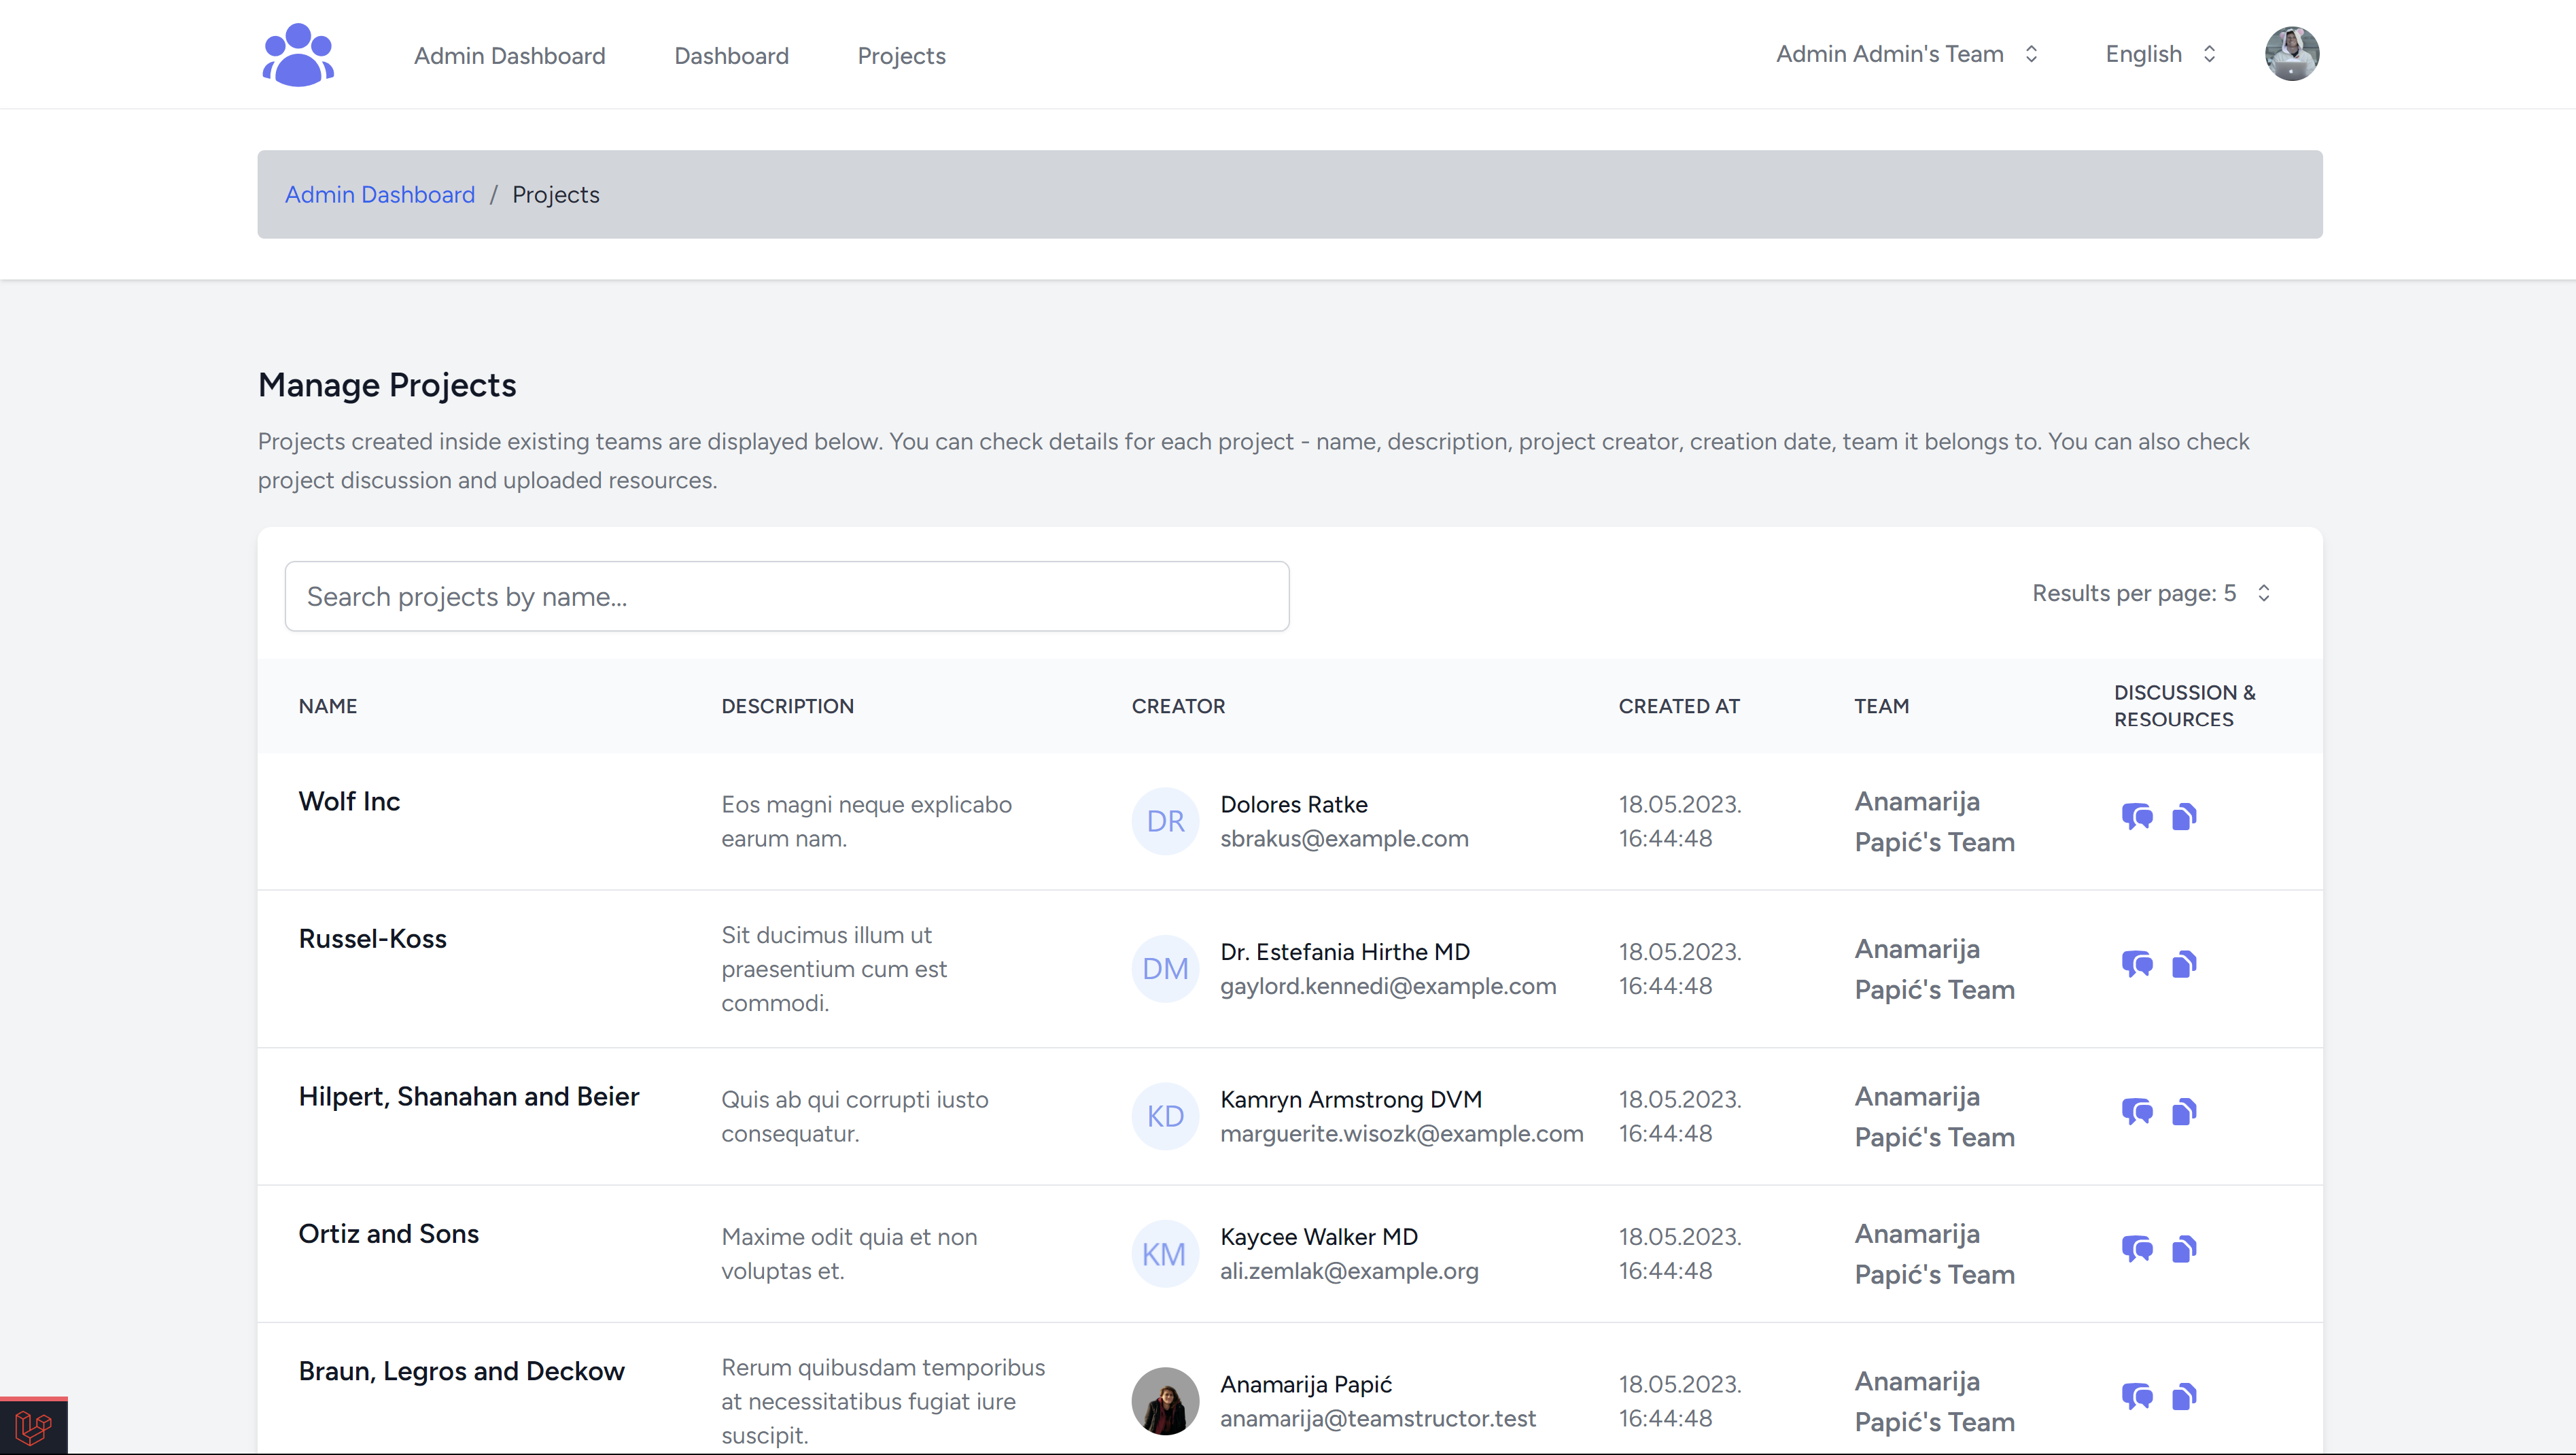 Admin Dashboard
Dashboard
Projects
Admin Admin's Team
English
Admin Dashboard / Projects
Manage Projects
Projects created inside existing teams are displayed below. You can check details for each project - name, description, project creator, creation date, team it belongs to. You can also check
project discussion and uploaded resources.
Search projects by name...
Results per page: 5
NAME
DESCRIPTION
CREATOR
CREATED AT
TEAM
DISCUSSION &
RESOURCES
Wolf Inc
Eos magni neque explicabo
earum nam.
DR
Dolores Ratke
sbrakus@example.com
18.05.2023.
16:44:48
Anamarija
Papić's Team
Russel-Koss
Sit ducimus illum ut
praesentium cum est
commodi.
DM
Dr. Estefania Hirthe MD
gaylord.kennedi@example.com
18.05.2023.
16:44:48
Anamarija
Papić's Team
Hilpert, Shanahan and Beier
Quis ab qui corrupti iusto
consequatur.
KD
Kamryn Armstrong DVM
marguerite.wisozk@example.com
18.05.2023.
16:44:48
Anamarija
Papić's Team
Ortiz and Sons
Maxime odit quia et non
voluptas et.
KM
Kaycee Walker MD
ali.zemlak@example.org
18.05.2023.
16:44:48
Anamarija
Papić's Team
Braun, Legros and Deckow
Rerum quibusdam temporibus
at necessitatibus fugiat iure
suscipit.
Anamarija Papić
anamarija@teamstructor.test
18.05.2023.
16:44:48
Anamarija
Papić's Team